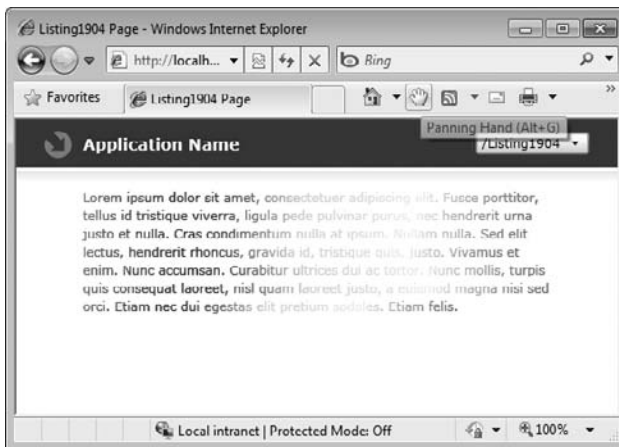 Listing1904 Page - Windows Internet Explorer
http://localh...
Bing
Favorites
Listing1904 Page
Panning Hand (Alt+G)
Application Name
/Listing1904
Lorem ipsum dolor sit amet, consectetuer adipiscing elit. Fusce porttitor,
tellus id tristique viverra, ligula pede pulvinar purus, nec hendrerit urna
justo et nulla. Cras condimentum nulla at ipsum. Nullam nulla. Sed elit
lectus, hendrerit rhoncus, gravida id, tristique quis, justo. Vivamus et
enim. Nunc accumsan. Curabitur ultrices dui ac tortor. Nunc mollis, turpis
quis consequat laoreet, nisl quam laoreet justo, a euismod magna nisi sed
orci. Etiam nec dui egestas elit pretium sodales. Etiam felis.
Local intranet | Protected Mode: Off
100%